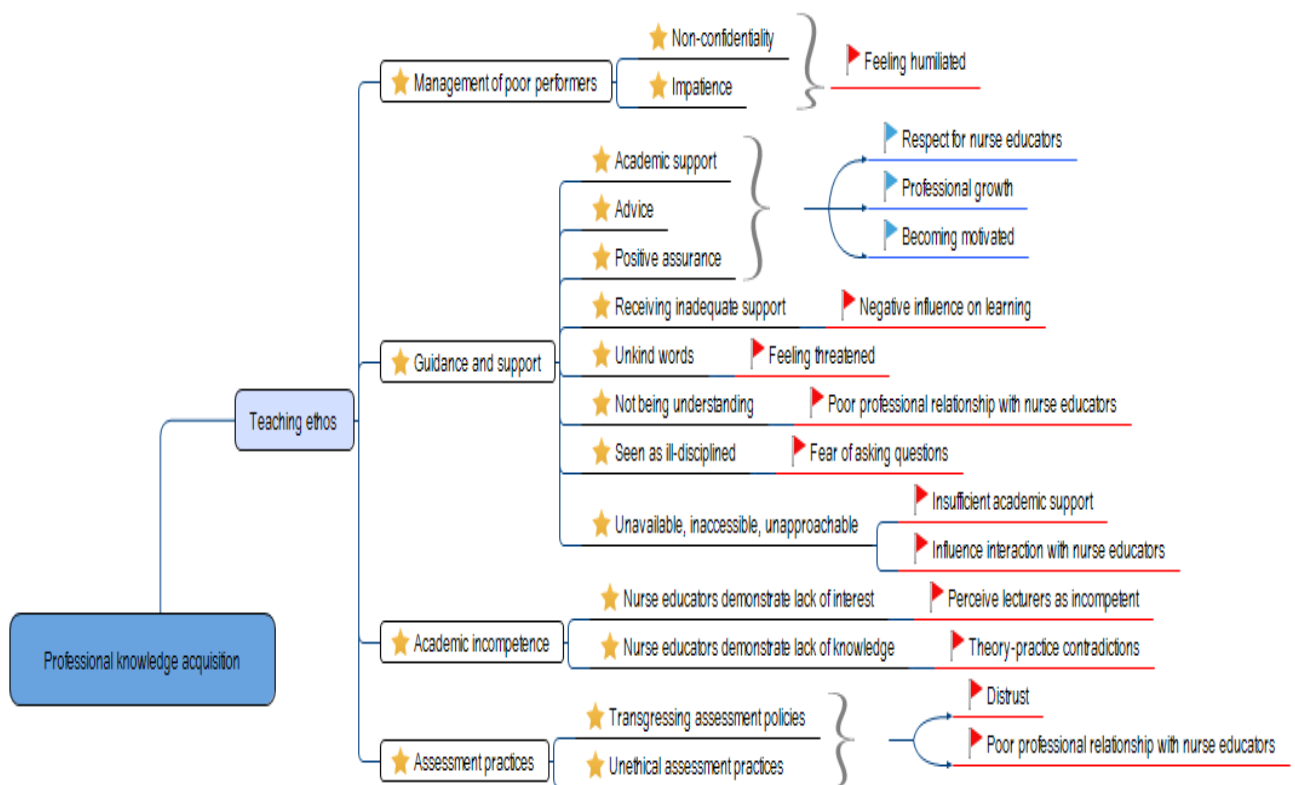 Non-confidentiality
Feeling humiliated
Management of poor performers
Impatience
Academic support
Respect for nurse educators
Advice
Professional growth
Positive assurance
Becoming motivated
Receiving inadequate support
Negative influence on learning
Guidance and support
Unkind words
Feeling threatened
Not being understanding
Poor professional relationship with nurse educators
Teaching ethos
Seen as ill-disciplined
Fear of asking questions
Unavailable, inaccessible, unapproachable
Insufficient academic support
Influence interaction with nurse educators
Nurse educators demonstrate lack of interest
Perceive lecturers as incompetent
Academic incompetence
Nurse educators demonstrate lack of knowledge
Theory-practice contradictions
Professional knowledge acquisition
Transgressing assessment policies
Distrust
Assessment practices
Unethical assessment practices
Poor professional relationship with nurse educators